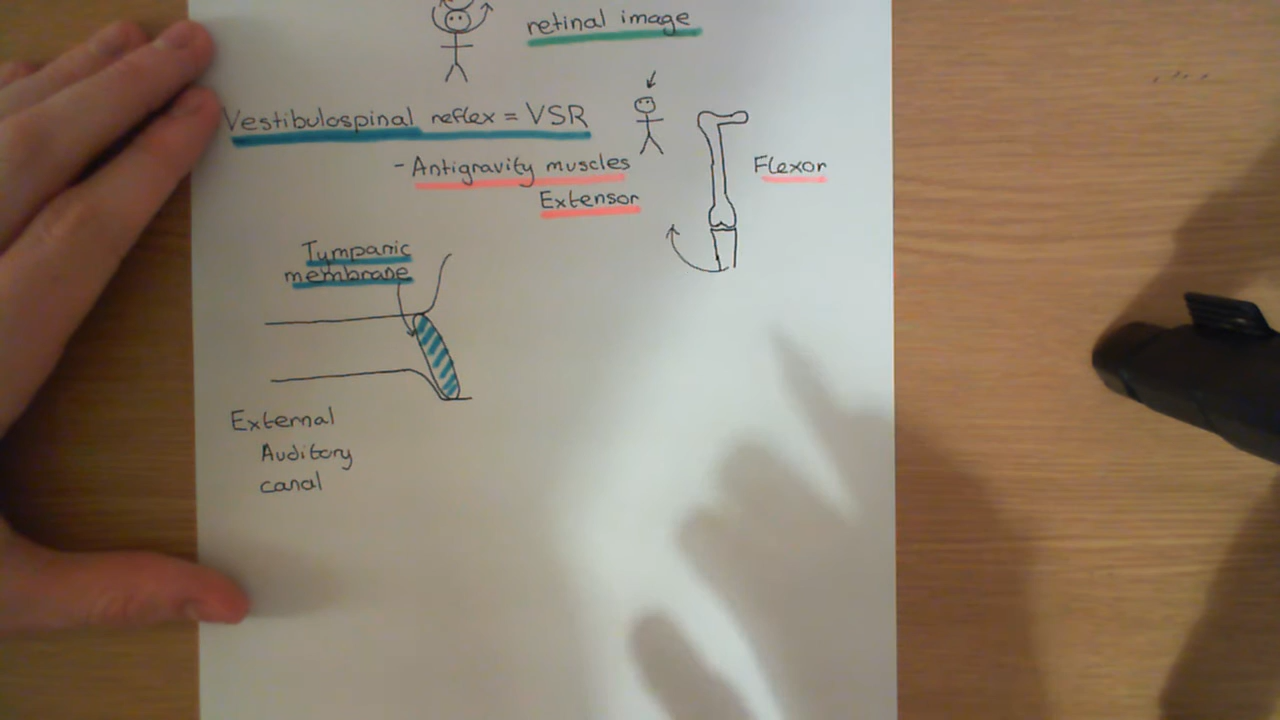 retinal image
Vestibulospinal reflex = VSR
- Antigravity muscles
Extensor
Flexor
Tympanic
membrane
External
Auditory
canal